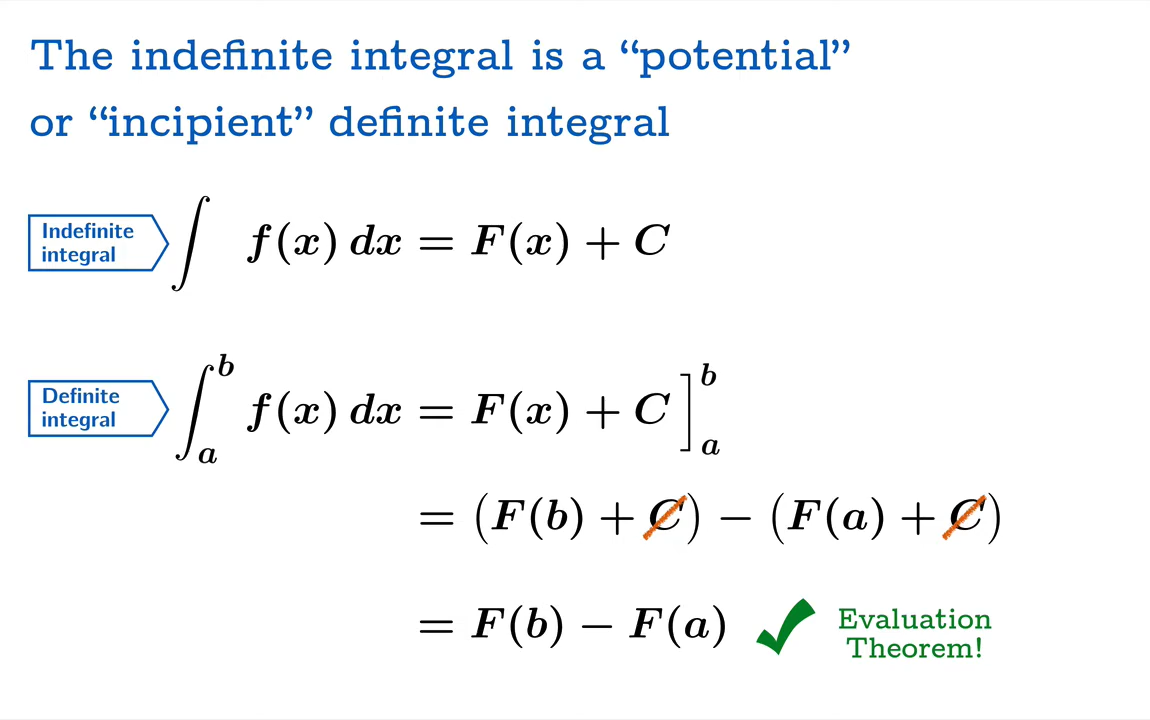 The indefinite integral is a “potential”
or “incipient” definite integral
Indefinite
integral
∫ f(x) dx = F(x) + C
Definite
integral
∫_a^b f(x) dx = F(x) + C ]_a^b
= (F(b) + C) − (F(a) + C)
= F(b) − F(a)
Evaluation
Theorem!